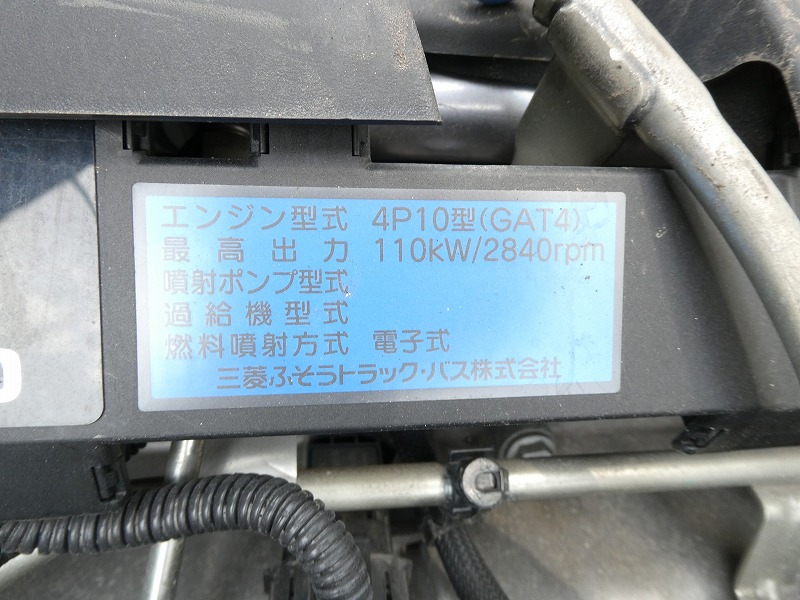 エンジン型式 4P10型(GAT4)
最高出力 110kW/2840rpm
噴射ポンプ型式
過給機型式
燃料噴射方式 電子式
三菱ふそうトラック・バス株式会社